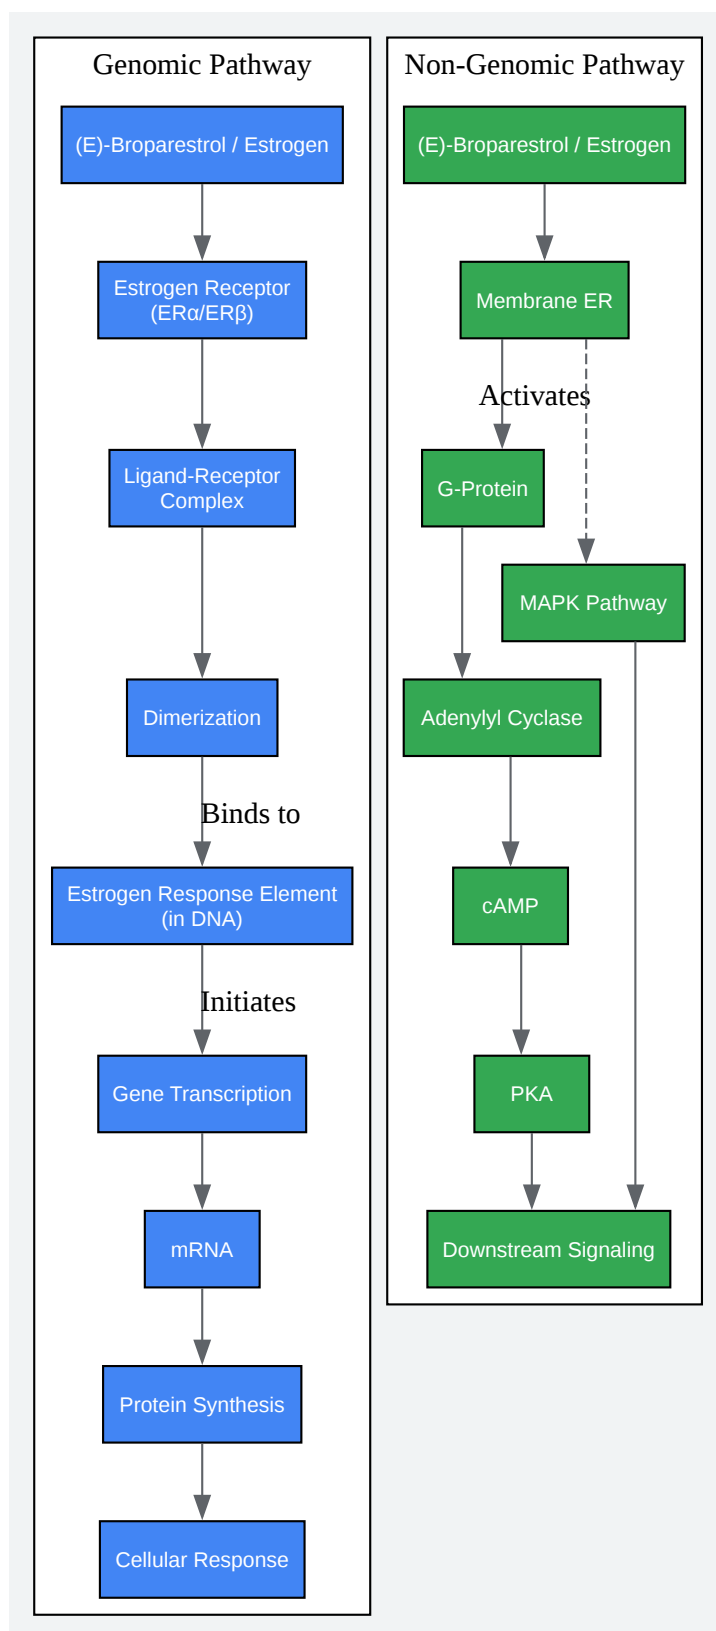 Genomic Pathway
(E)-Broparestrol / Estrogen
Estrogen Receptor
(ERα/ERβ)
Ligand-Receptor
Complex
Dimerization
Binds to
Estrogen Response Element
(in DNA)
Initiates
Gene Transcription
mRNA
Protein Synthesis
Cellular Response
Non-Genomic Pathway
(E)-Broparestrol / Estrogen
Membrane ER
Activates
G-Protein
MAPK Pathway
Adenylyl Cyclase
cAMP
PKA
Downstream Signaling